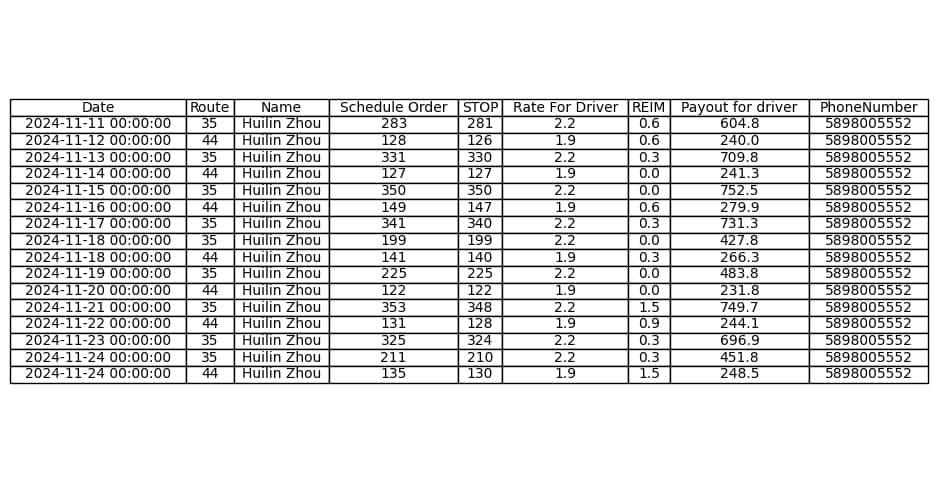 Date Route Name Schedule Order STOP Rate For Driver REIM Payout for driver PhoneNumber
2024-11-11 00:00:00 35 Huilin Zhou 283 281 2.2 0.6 604.8 5898005552
2024-11-12 00:00:00 44 Huilin Zhou 128 126 1.9 0.6 240.0 5898005552
2024-11-13 00:00:00 35 Huilin Zhou 331 330 2.2 0.3 709.8 5898005552
2024-11-14 00:00:00 44 Huilin Zhou 127 127 1.9 0.0 241.3 5898005552
2024-11-15 00:00:00 35 Huilin Zhou 350 350 2.2 0.0 752.5 5898005552
2024-11-16 00:00:00 44 Huilin Zhou 149 147 1.9 0.6 279.9 5898005552
2024-11-17 00:00:00 35 Huilin Zhou 341 340 2.2 0.3 731.3 5898005552
2024-11-18 00:00:00 35 Huilin Zhou 199 199 2.2 0.0 427.8 5898005552
2024-11-18 00:00:00 44 Huilin Zhou 141 140 1.9 0.3 266.3 5898005552
2024-11-19 00:00:00 35 Huilin Zhou 225 225 2.2 0.0 483.8 5898005552
2024-11-20 00:00:00 44 Huilin Zhou 122 122 1.9 0.0 231.8 5898005552
2024-11-21 00:00:00 35 Huilin Zhou 353 348 2.2 1.5 749.7 5898005552
2024-11-22 00:00:00 44 Huilin Zhou 131 128 1.9 0.9 244.1 5898005552
2024-11-23 00:00:00 35 Huilin Zhou 325 324 2.2 0.3 696.9 5898005552
2024-11-24 00:00:00 35 Huilin Zhou 211 210 2.2 0.3 451.8 5898005552
2024-11-24 00:00:00 44 Huilin Zhou 135 130 1.9 1.5 248.5 5898005552